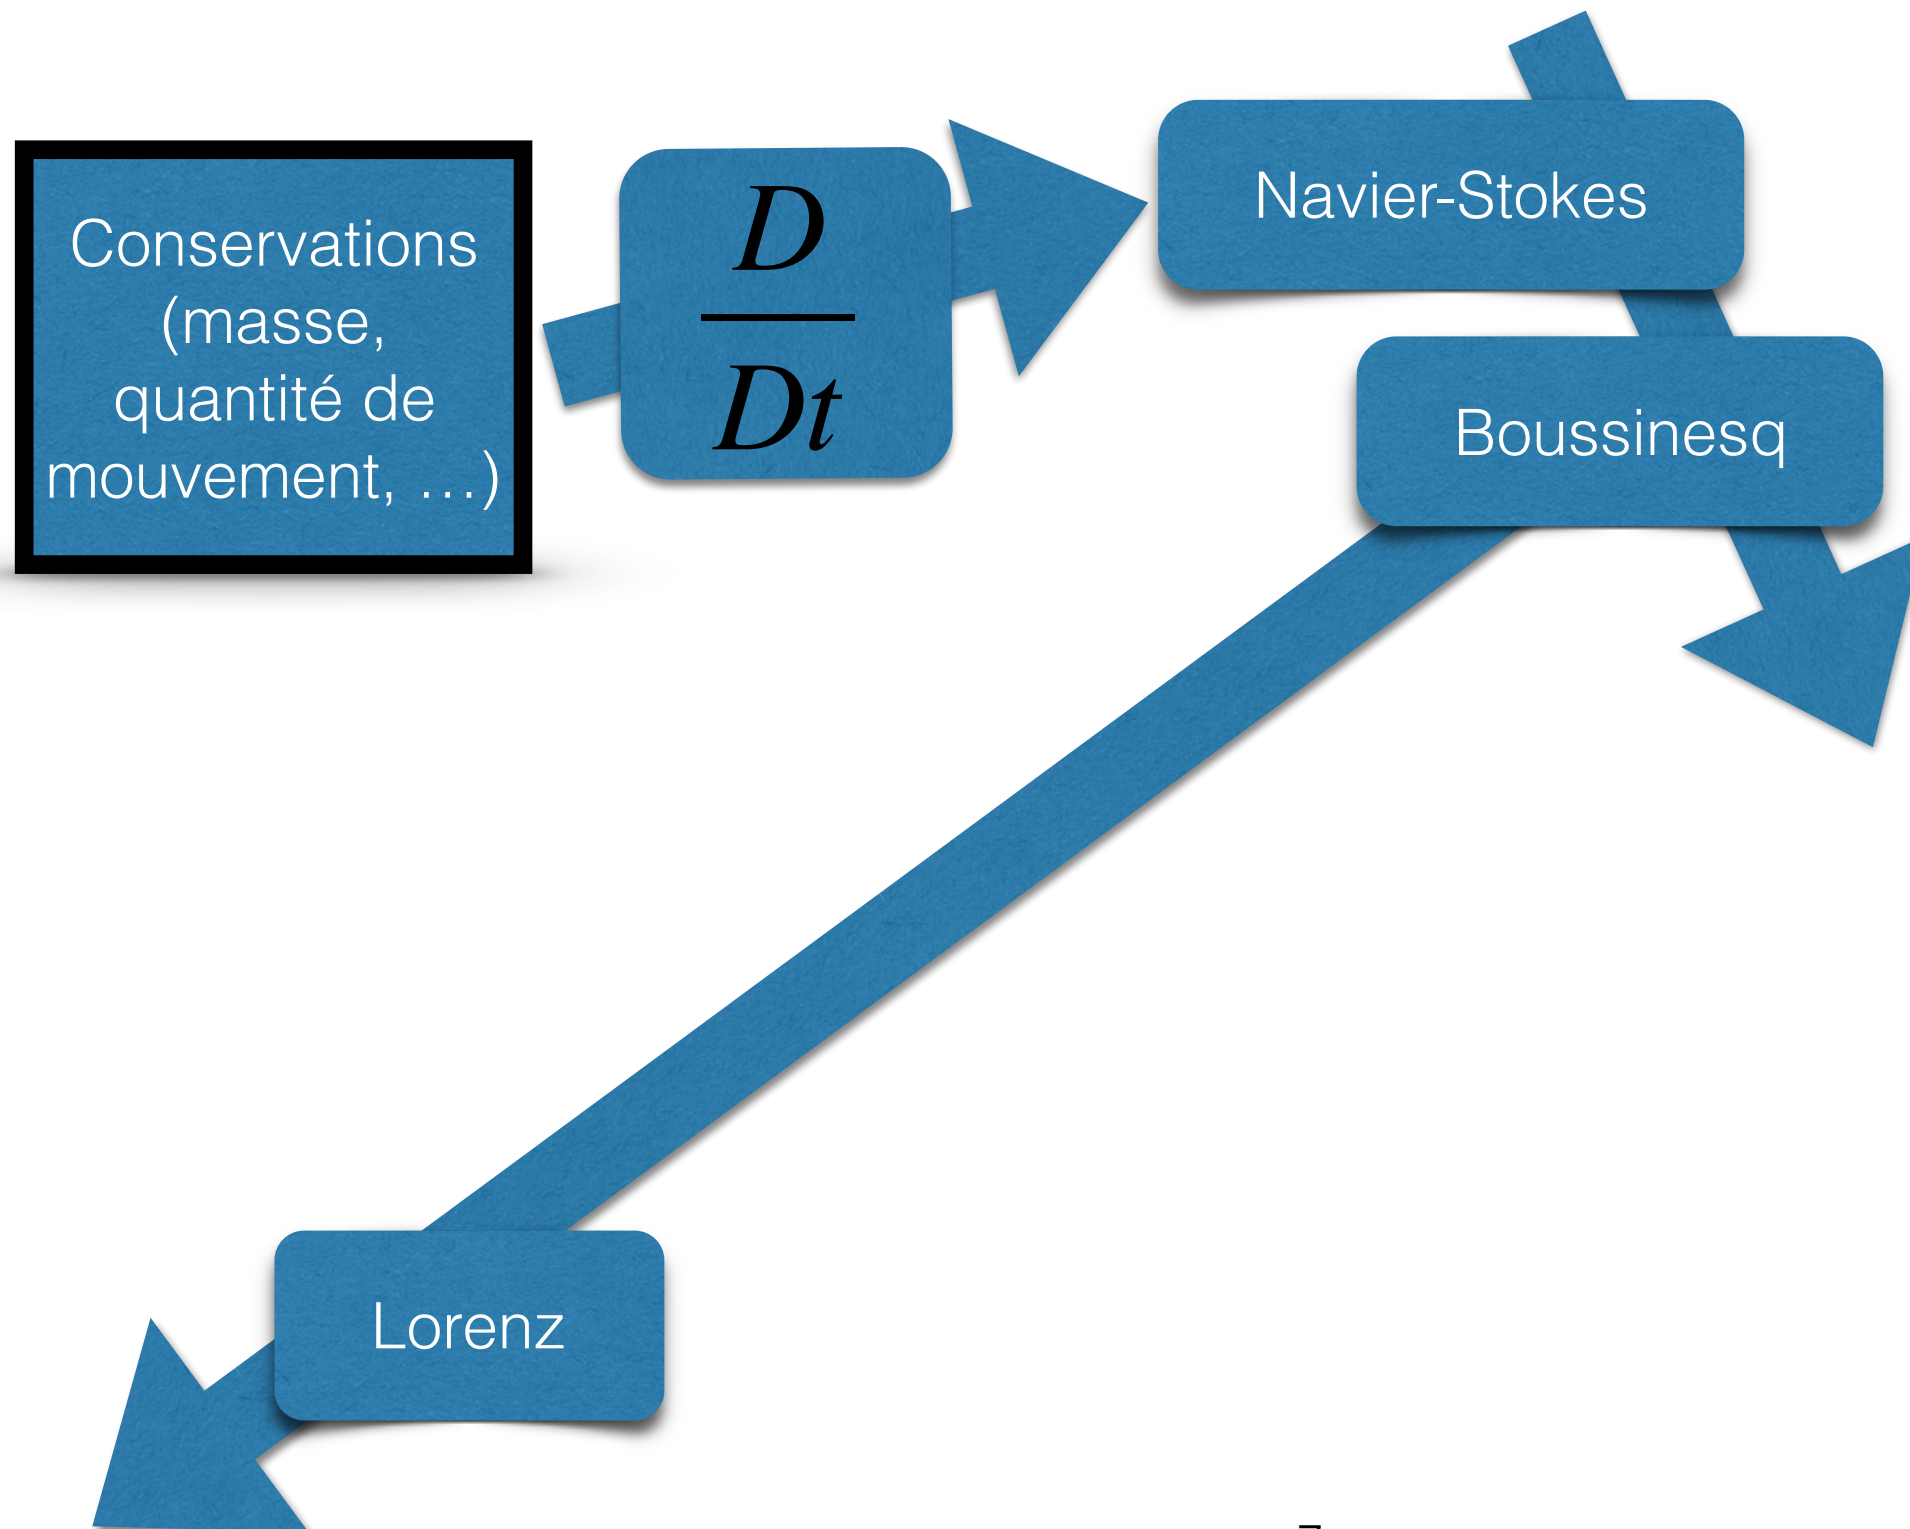 Conservations
(masse,
quantité de
mouvement, …)
D
Dt
Navier-Stokes
Boussinesq
Lorenz